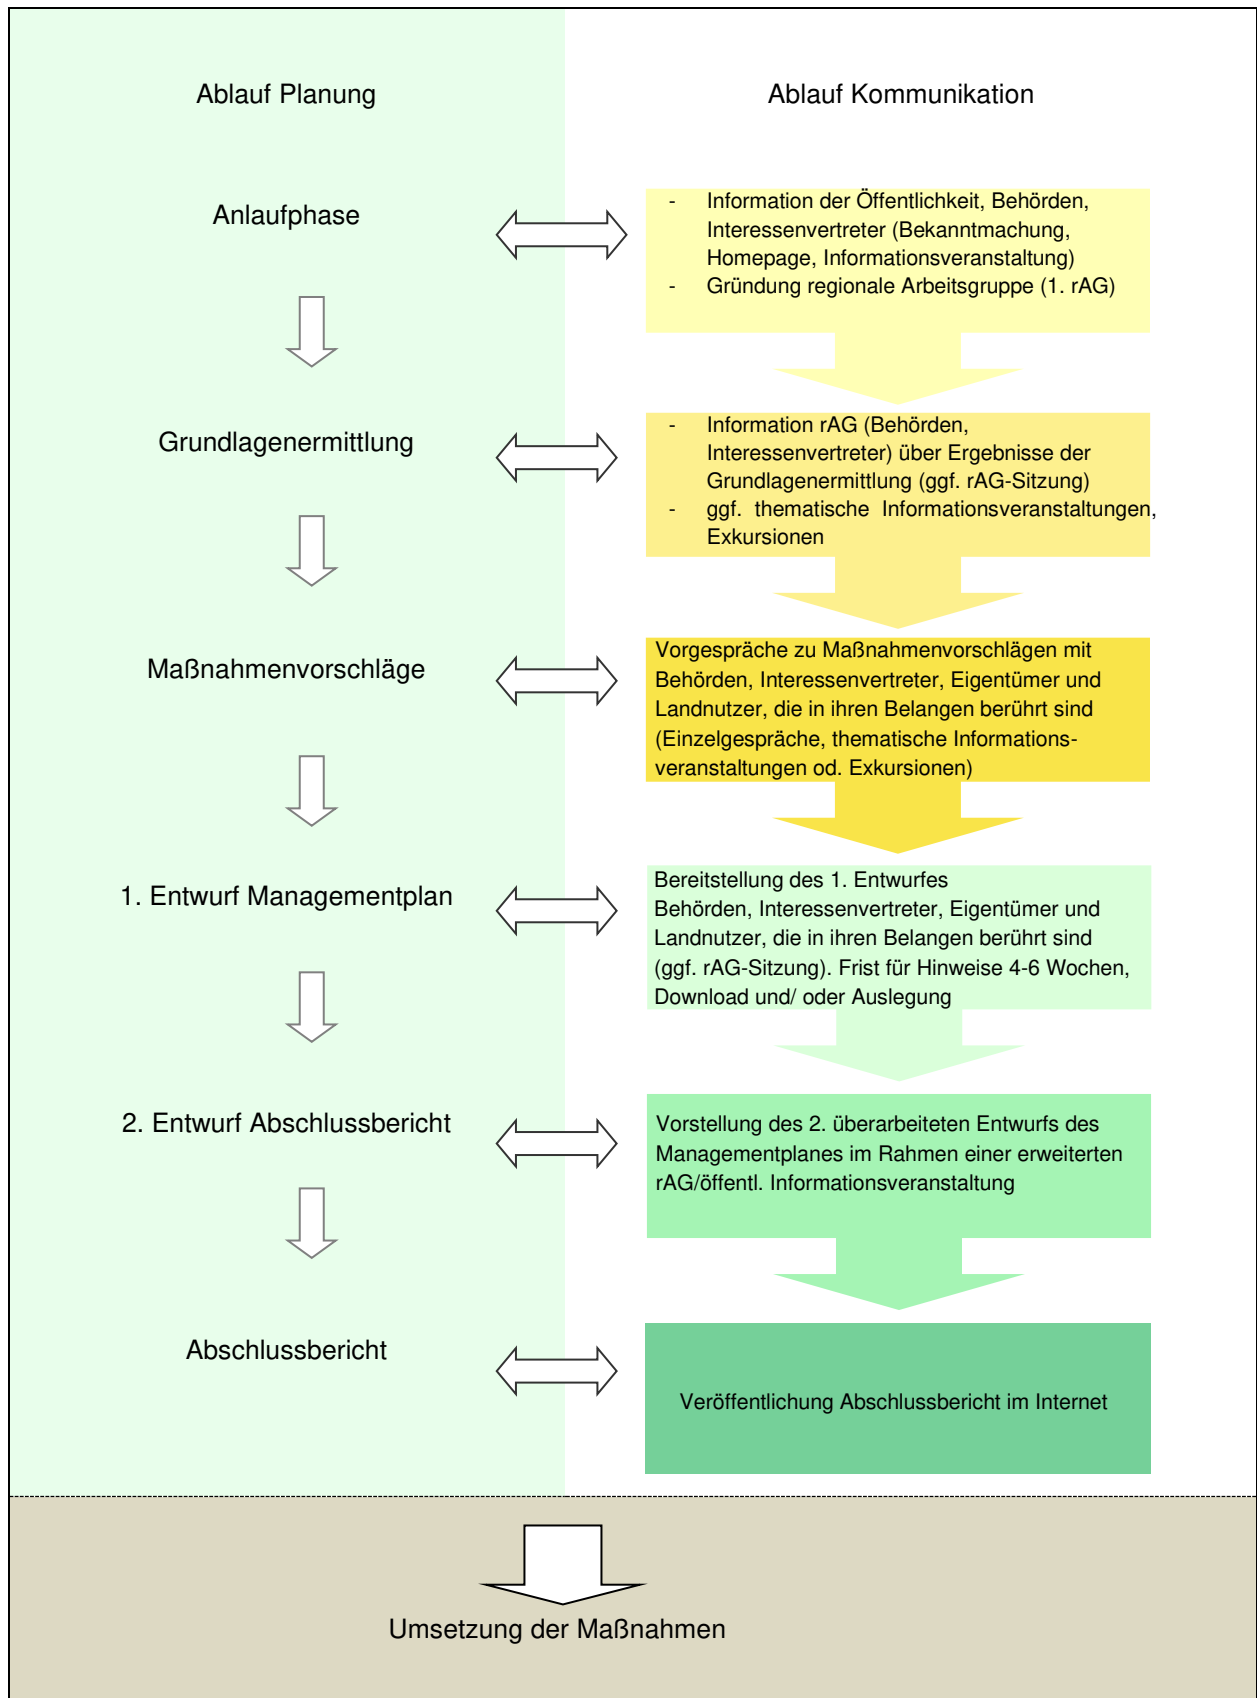 Ablauf Planung
Ablauf Kommunikation
Anlaufphase
- Information der Öffentlichkeit, Behörden,
Interessenvertreter (Bekanntmachung,
Homepage, Informationsveranstaltung)
- Gründung regionale Arbeitsgruppe (1. rAG)
Grundlagenermittlung
- Information rAG (Behörden,
Interessenvertreter) über Ergebnisse der
Grundlagenermittlung (ggf. rAG-Sitzung)
- ggf. thematische Informationsveranstaltungen,
Exkursionen
Maßnahmenvorschläge
Vorgespräche zu Maßnahmenvorschlägen mit
Behörden, Interessenvertreter, Eigentümer und
Landnutzer, die in ihren Belangen berührt sind
(Einzelgespräche, thematische Informations-
veranstaltungen od. Exkursionen)
1. Entwurf Managementplan
Bereitstellung des 1. Entwurfes
Behörden, Interessenvertreter, Eigentümer und
Landnutzer, die in ihren Belangen berührt sind
(ggf. rAG-Sitzung). Frist für Hinweise 4-6 Wochen,
Download und/ oder Auslegung
2. Entwurf Abschlussbericht
Vorstellung des 2. überarbeiteten Entwurfs des
Managementplanes im Rahmen einer erweiterten
rAG/öffentl. Informationsveranstaltung
Abschlussbericht
Veröffentlichung Abschlussbericht im Internet
Umsetzung der Maßnahmen